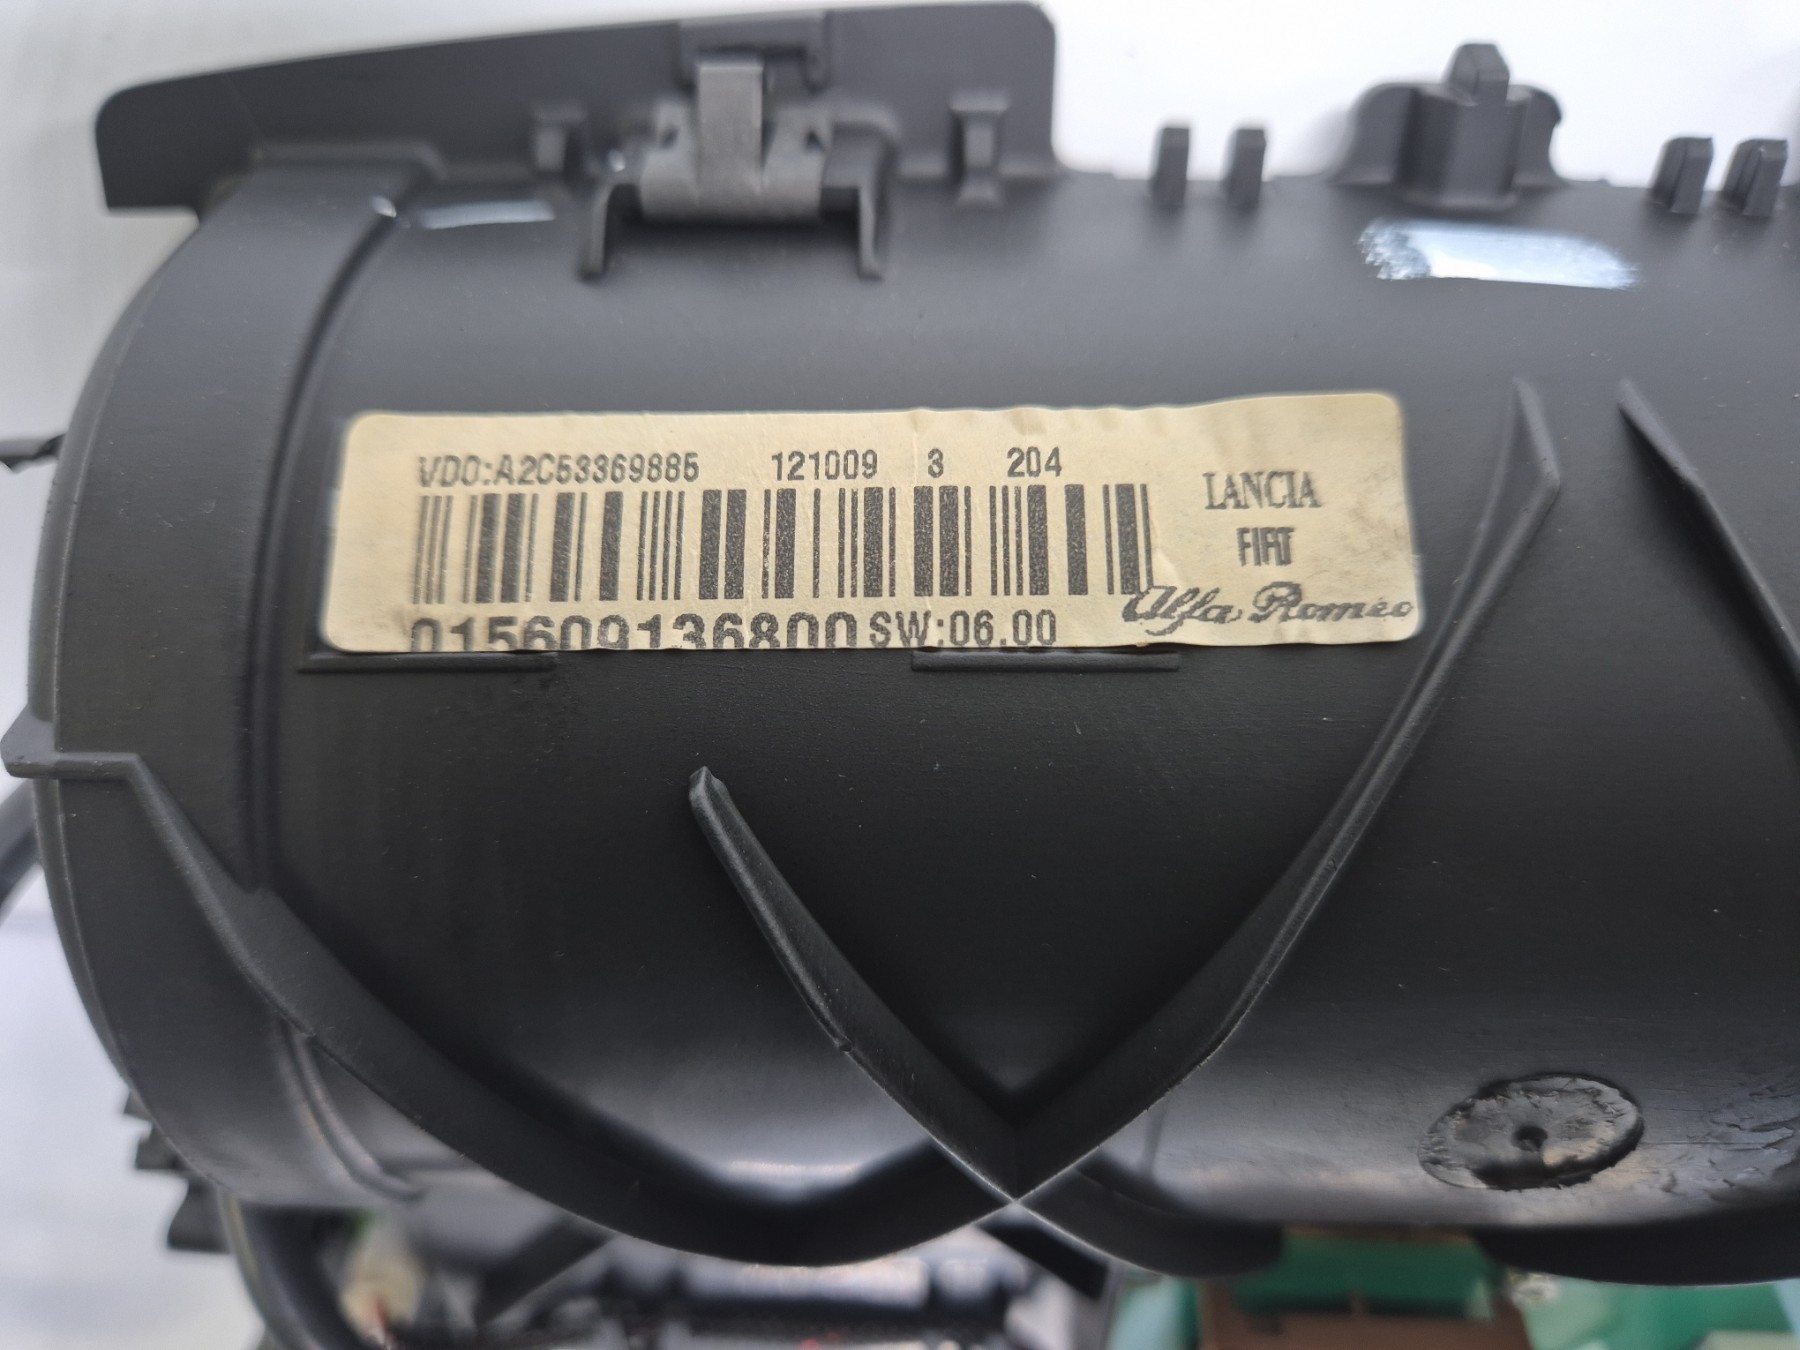 VDO:A2C53369885 121009 3 204
LANCIA
FIAT
015609136800 SW:06.00
Alfa Romeo